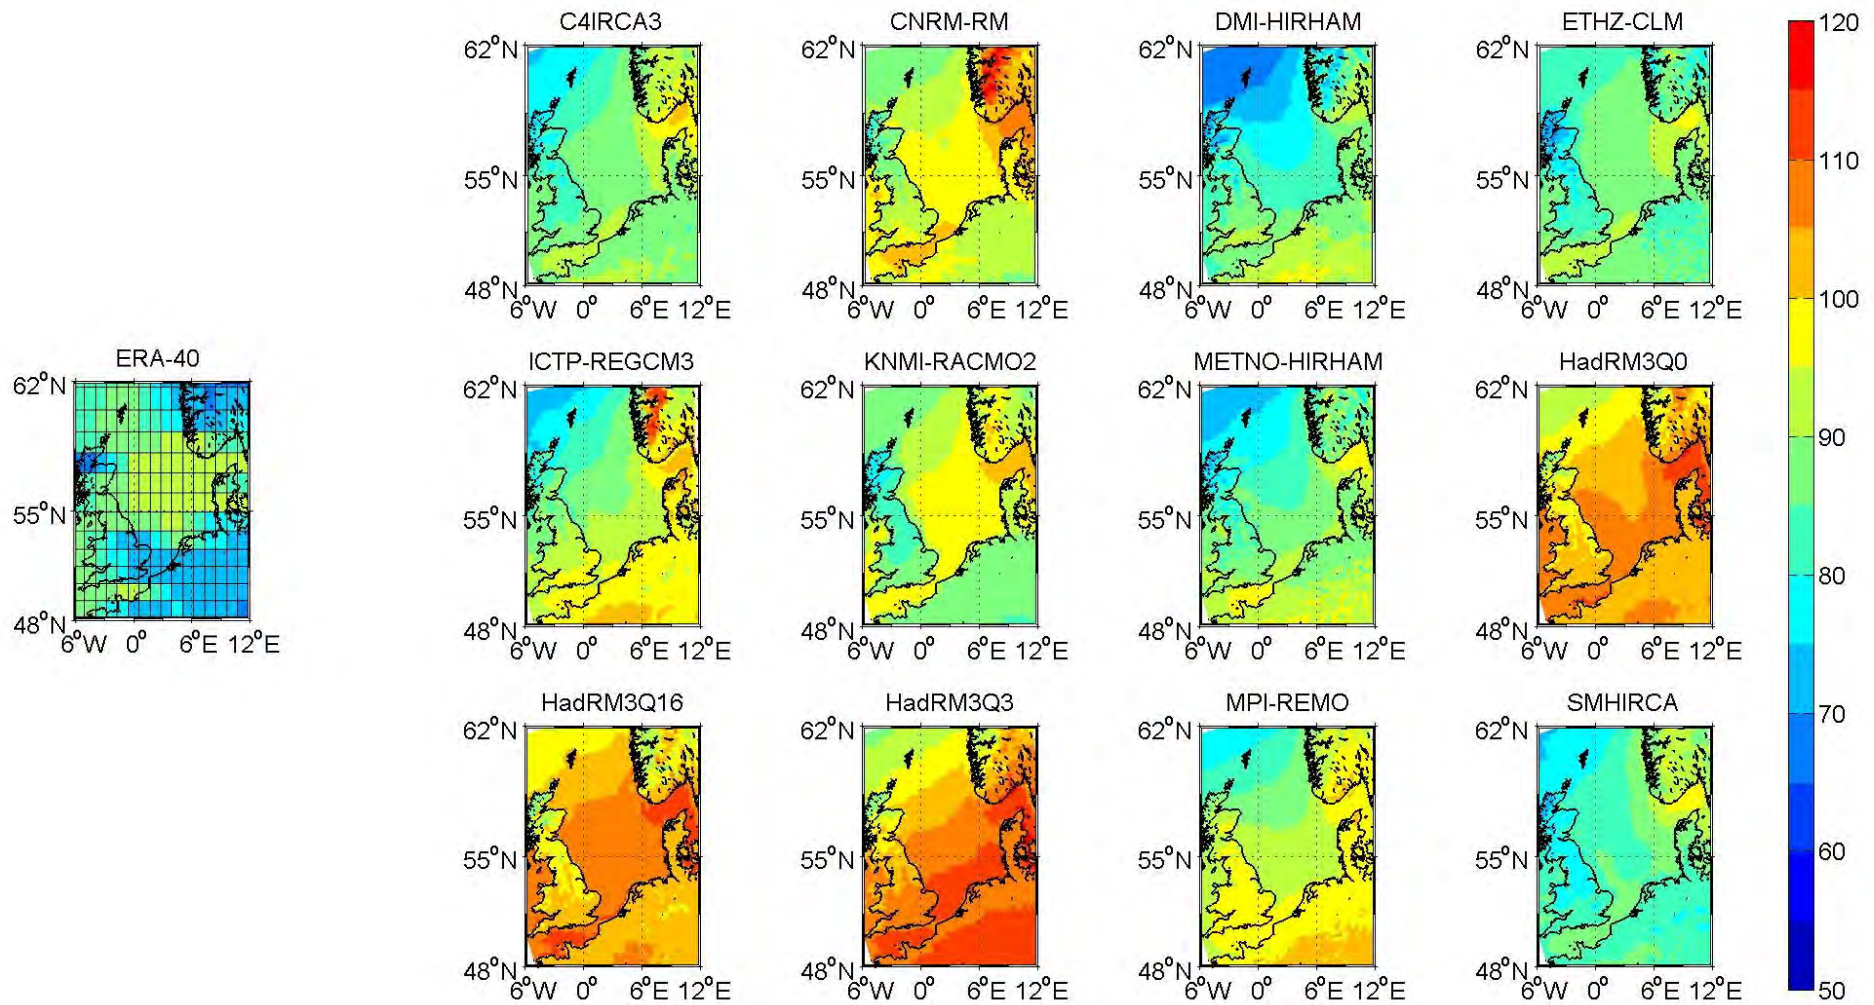 C4IRCA3 CNRM-RM DMI-HIRHAM ETHZ-CLM
62°N 62°N 62°N 62°N
55°N 55°N 55°N 55°N
48°N 48°N 48°N 48°N
6°W 0° 6°E 12°E 6°W 0° 6°E 12°E 6°W 0° 6°E 12°E 6°W 0° 6°E 12°E
ERA-40
62°N
55°N
48°N
6°W 0° 6°E 12°E
ICTP-REGCM3 KNMI-RACMO2 METNO-HIRHAM HadRM3Q0
62°N 62°N 62°N 62°N
55°N 55°N 55°N 55°N
48°N 48°N 48°N 48°N
6°W 0° 6°E 12°E 6°W 0° 6°E 12°E 6°W 0° 6°E 12°E 6°W 0° 6°E 12°E
HadRM3Q16 HadRM3Q3 MPI-REMO SMHIRCA
62°N 62°N 62°N 62°N
55°N 55°N 55°N 55°N
48°N 48°N 48°N 48°N
6°W 0° 6°E 12°E 6°W 0° 6°E 12°E 6°W 0° 6°E 12°E 6°W 0° 6°E 12°E
120
110
100
90
80
70
60
50